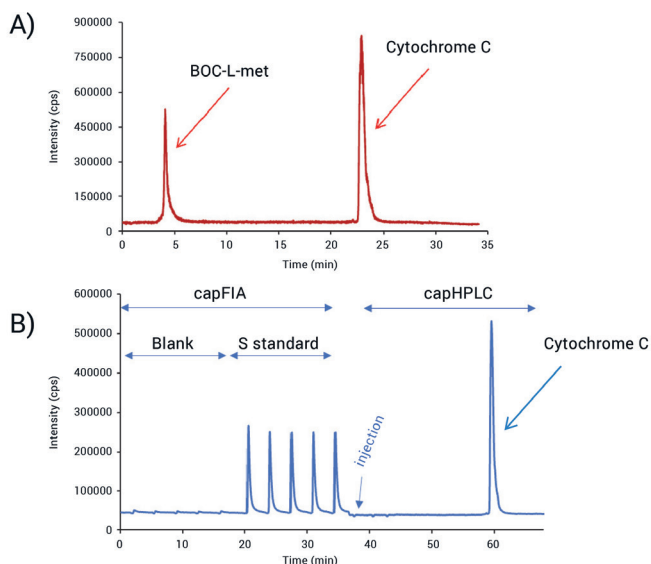 A)
900000
BOC-L-met
Cytochrome C
750000
600000
450000
300000
150000
0
Intensity (cps)
0 5 10 15 20 25 30 35
Time (min)
B)
600000
capFIA
capHPLC
500000
Blank
S standard
Cytochrome C
400000
300000
injection
200000
100000
0
Intensity (cps)
0 10 20 30 40 50 60
Time (min)